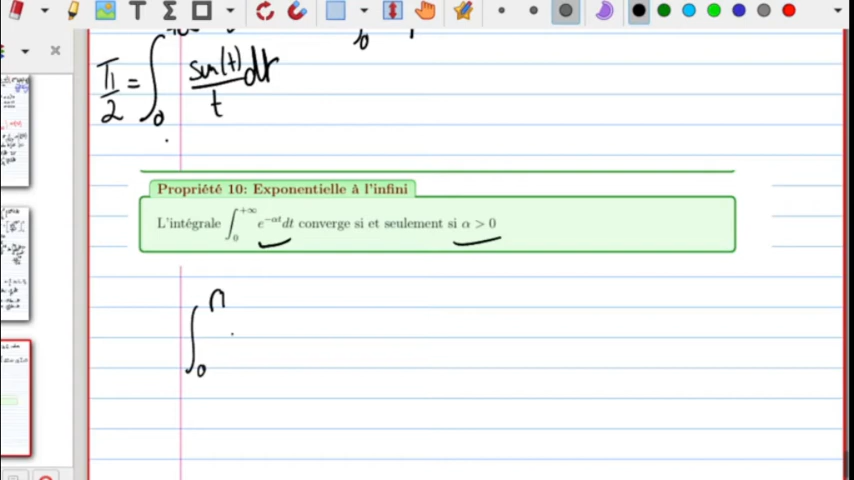 π/2 = ∫₀ sin(t)/t dt
Propriété 10: Exponentielle à l'infini
L'intégrale ∫₀^{+∞} e^{-αt}dt converge si et seulement si α > 0
∫₀^n